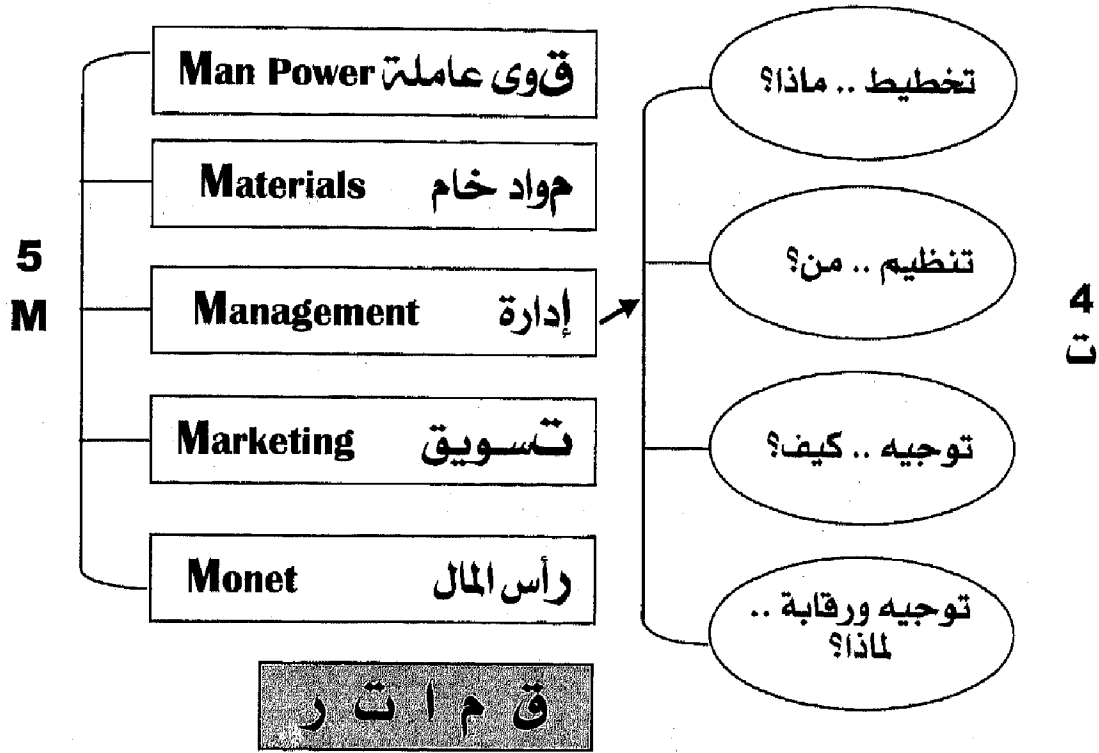 5
M
Man Power قوى عاملة
Materials مواد خام
Management إدارة
Marketing تسويق
Monet رأس المال
ق م ا ت ر
تخطيط .. ماذا؟
تنظيم .. من؟
توجيه .. كيف؟
توجيه ورقابة ..
لماذا؟
4
ت